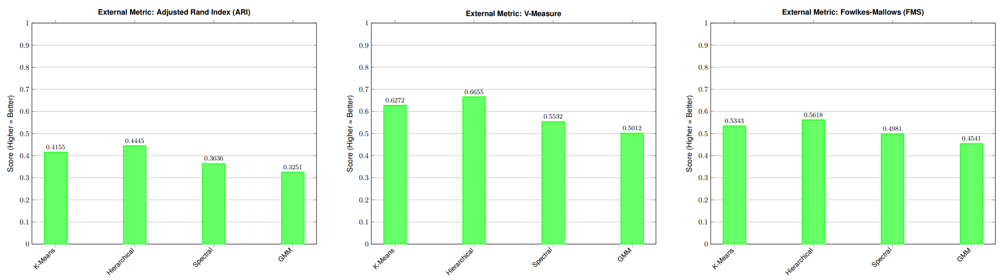 External Metric: Adjusted Rand Index (ARI)
Score (Higher = Better)
1
0.9
0.8
0.7
0.6
0.5
0.4
0.3
0.2
0.1
0
0.4155
0.4445
0.3636
0.3251
K-Means
Hierarchical
Spectral
GMM
External Metric: V-Measure
Score (Higher = Better)
1
0.9
0.8
0.7
0.6
0.5
0.4
0.3
0.2
0.1
0
0.6272
0.6655
0.5532
0.5012
K-Means
Hierarchical
Spectral
GMM
External Metric: Fowlkes-Mallows (FMS)
Score (Higher = Better)
1
0.9
0.8
0.7
0.6
0.5
0.4
0.3
0.2
0.1
0
0.5343
0.5618
0.4981
0.4541
K-Means
Hierarchical
Spectral
GMM